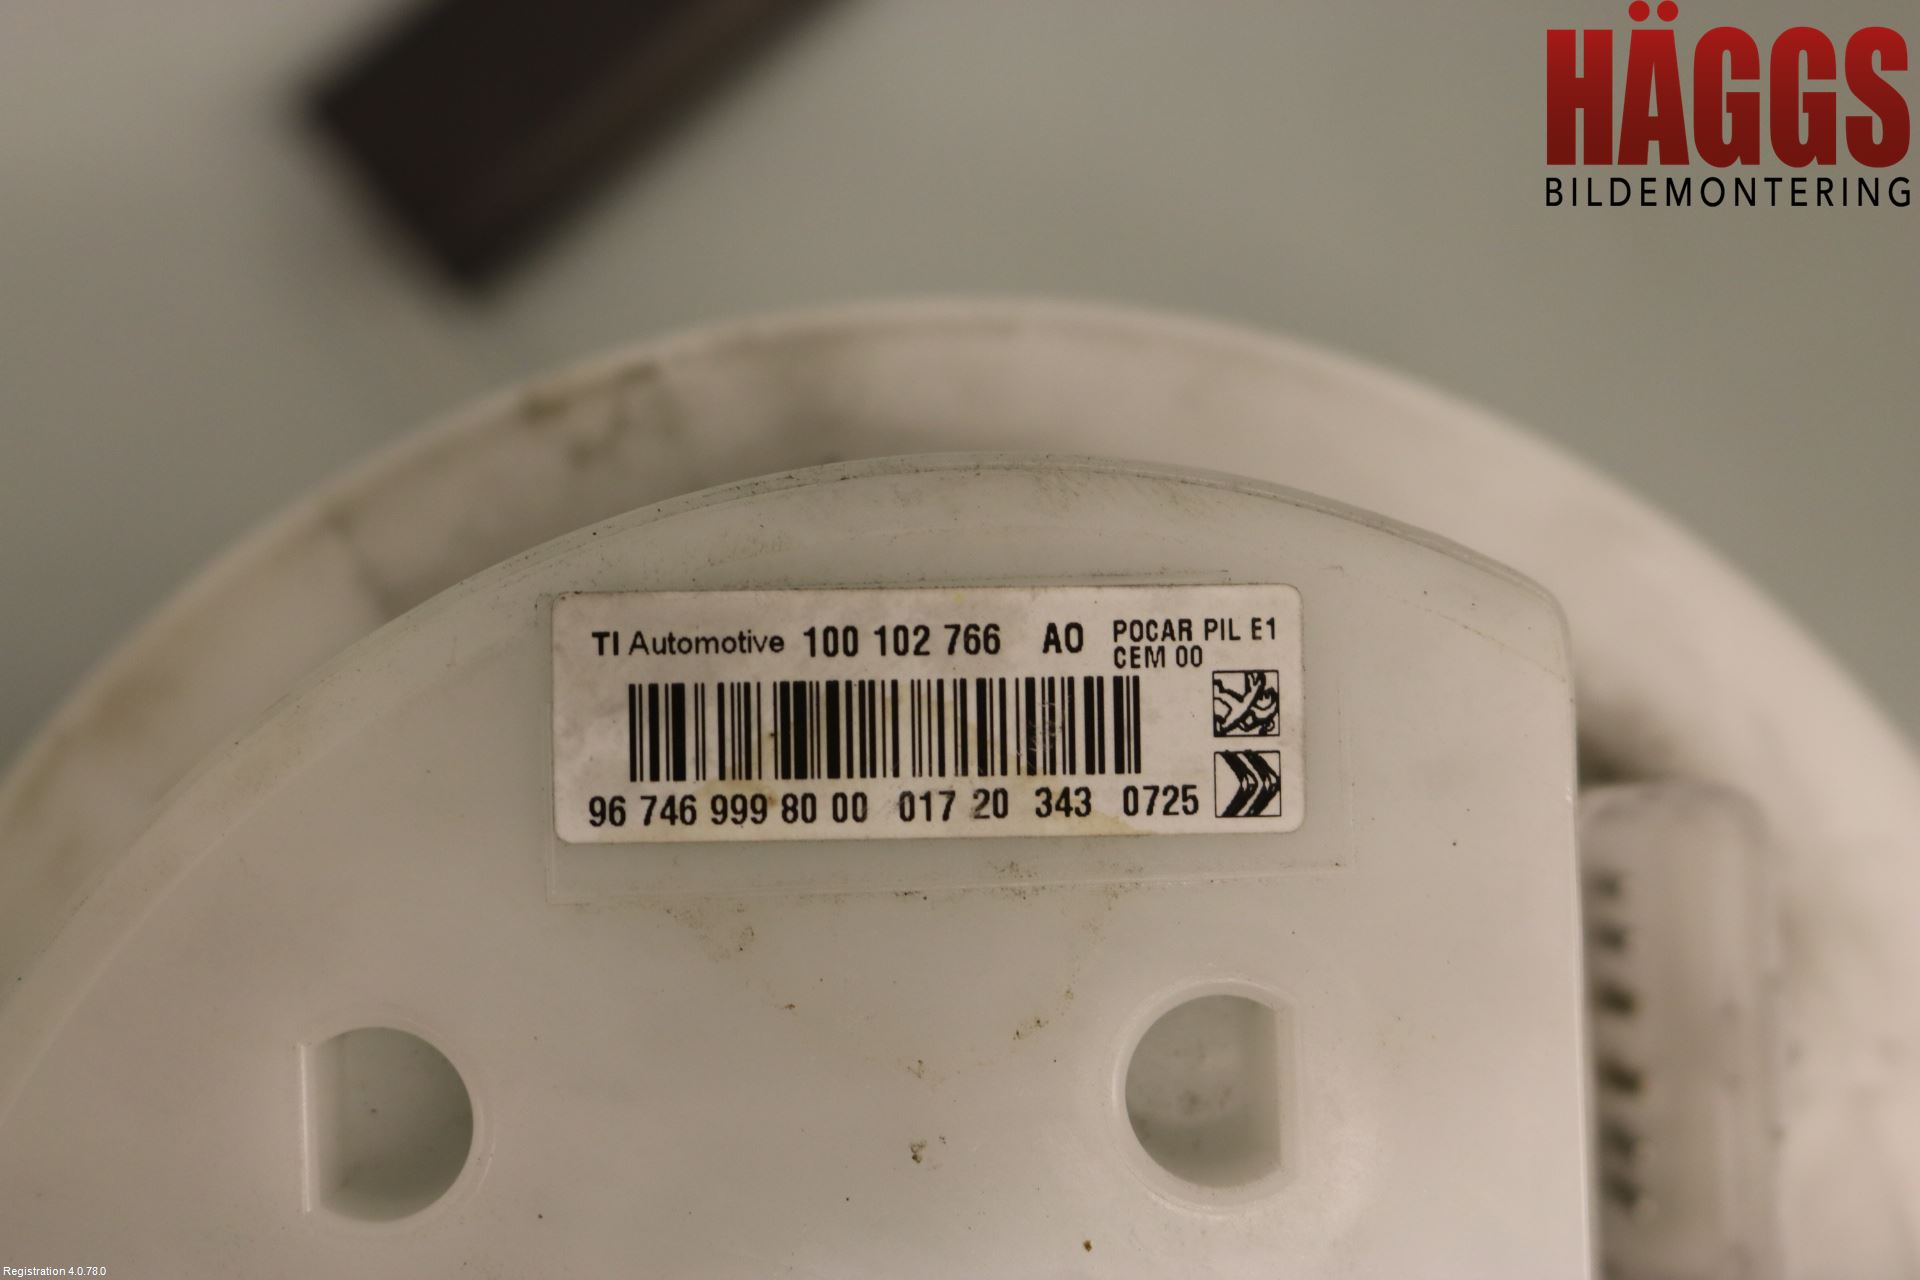 HÄGGS
BILDEMONTERING
TI Automotive 100 102 766 AO POCAR PIL E1
CEM 00
96 746 999 80 00 017 20 343 0725
Registration 4.0.78.0